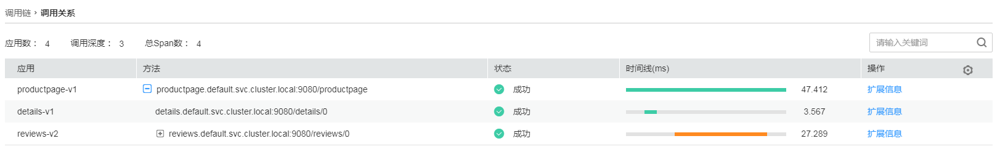 调用链 › 调用关系
应用数： 4 调用深度： 3 总Span数： 4 请输入关键词
应用 方法 状态 时间线(ms) 操作
productpage-v1 productpage.default.svc.cluster.local:9080/productpage 成功 47.412 扩展信息
details-v1 details.default.svc.cluster.local:9080/details/0 成功 3.567 扩展信息
reviews-v2 reviews.default.svc.cluster.local:9080/reviews/0 成功 27.289 扩展信息